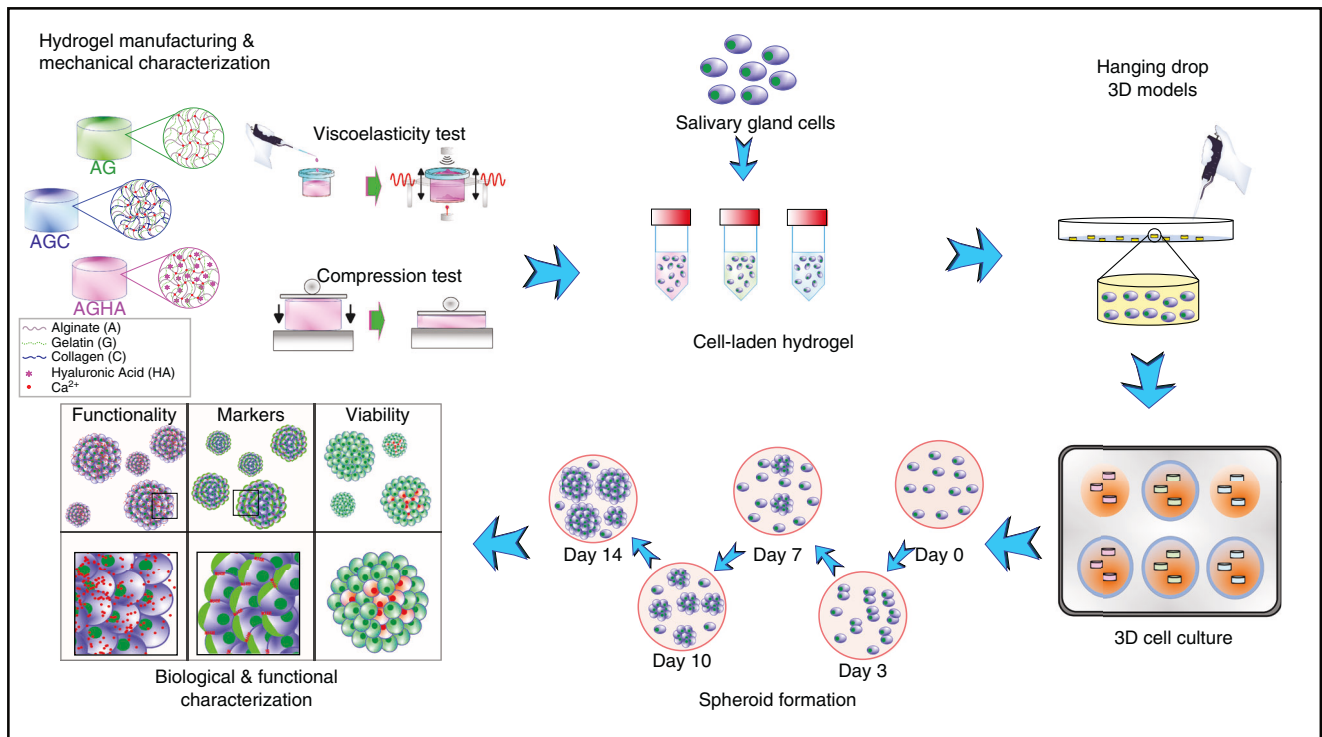 Hydrogel manufacturing &
mechanical characterization
AG
AGC
AGHA
Alginate (A)
Gelatin (G)
Collagen (C)
Hyaluronic Acid (HA)
Ca²⁺
Viscoelasticity test
Compression test
Salivary gland cells
Cell-laden hydrogel
Hanging drop
3D models
3D cell culture
Day 0
Day 3
Day 7
Day 10
Day 14
Spheroid formation
Functionality
Markers
Viability
Biological & functional
characterization